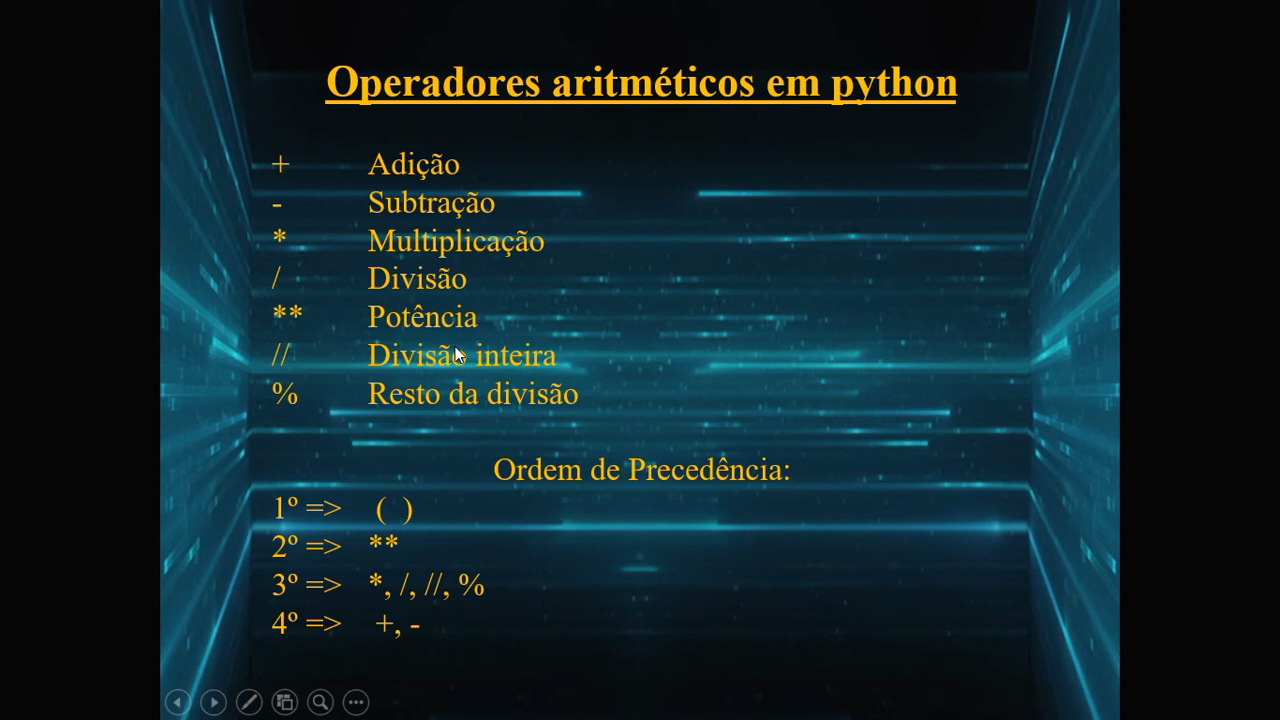 Operadores aritméticos em python
+ Adição
- Subtração
* Multiplicação
/ Divisão
** Potência
// Divisão inteira
% Resto da divisão
Ordem de Precedência:
1º => ( )
2º => **
3º => *, /, //, %
4º => +, -